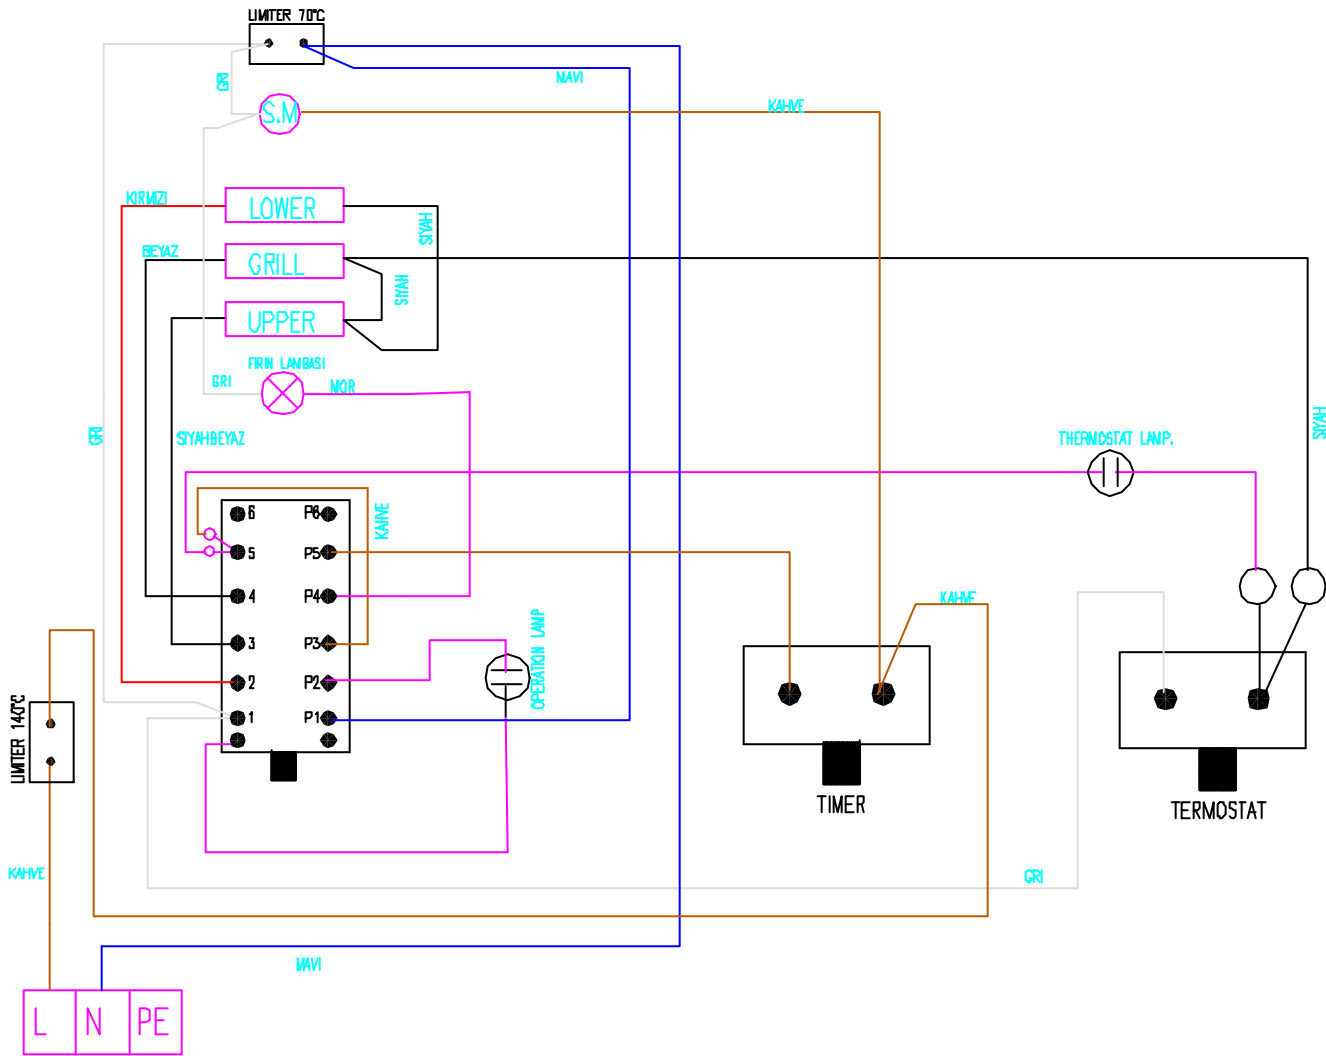 LIMITER 70°C
GRI
MAVI
S.M
KAHVE
KIRMIZI
LOWER
SIYAH
BEYAZ
GRILL
SIYAH
UPPER
FIRIN LAMBASI
GRI
MOR
SIYAH
GRI
SIYAHBEYAZ
THERMOSTAT LAMP.
6 P6
KAHVE
5 P5
4 P4
KAHVE
3 P3
OPERATION LAMP
2 P2
1 P1
LIMITER 140°C
TIMER
TERMOSTAT
KAHVE
GRI
MAVI
L N PE